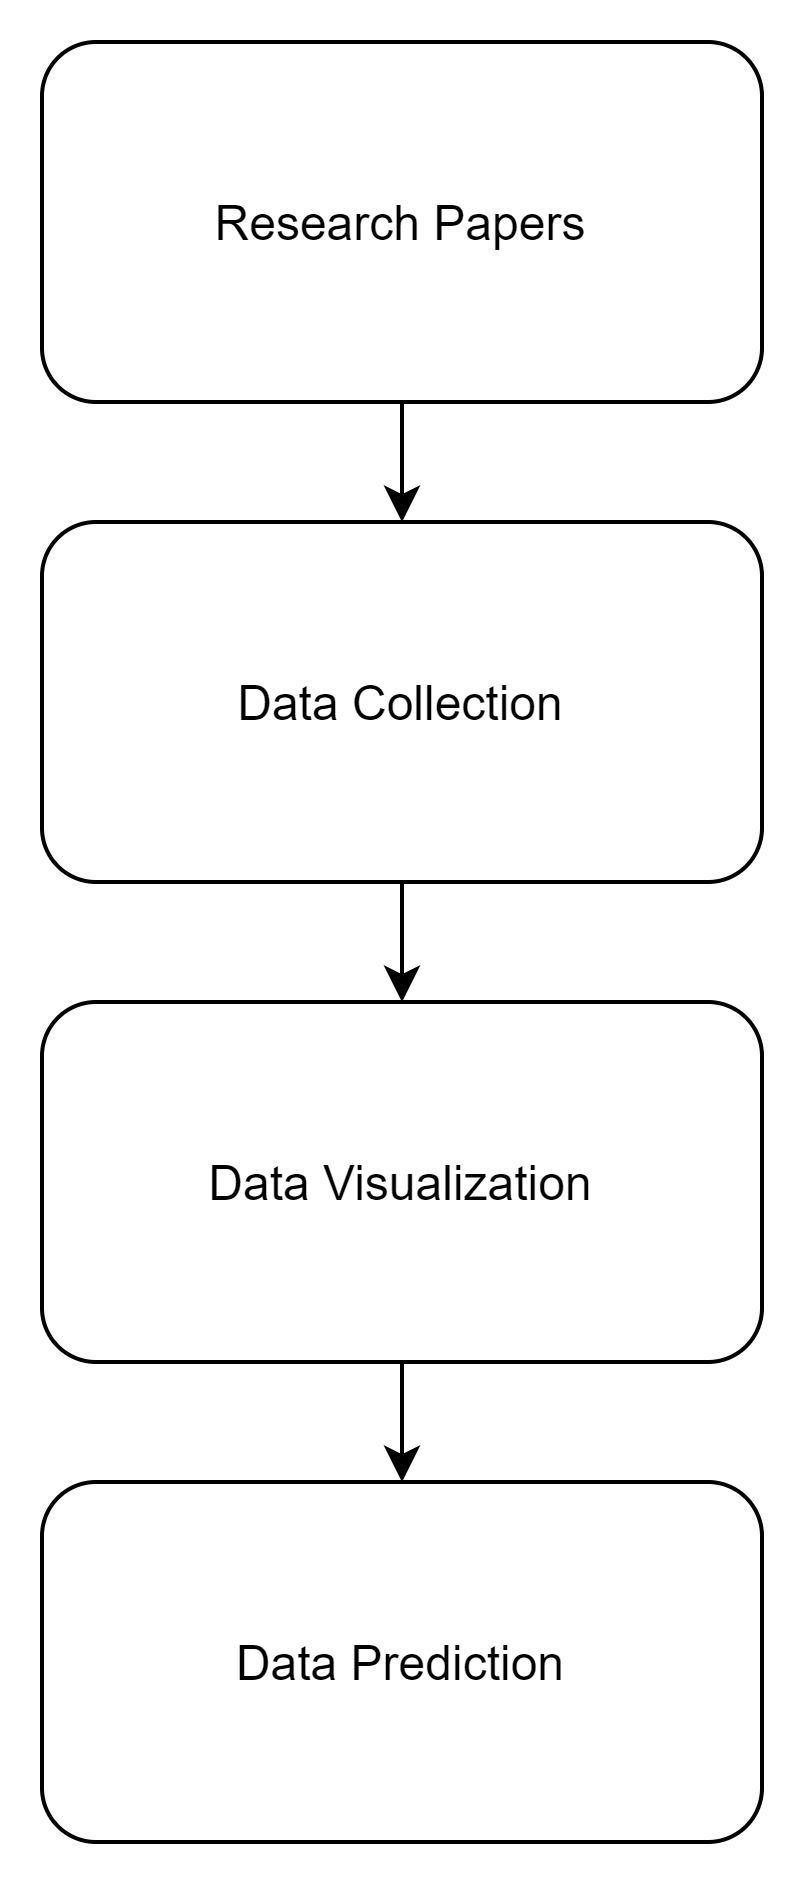 Research Papers
Data Collection
Data Visualization
Data Prediction